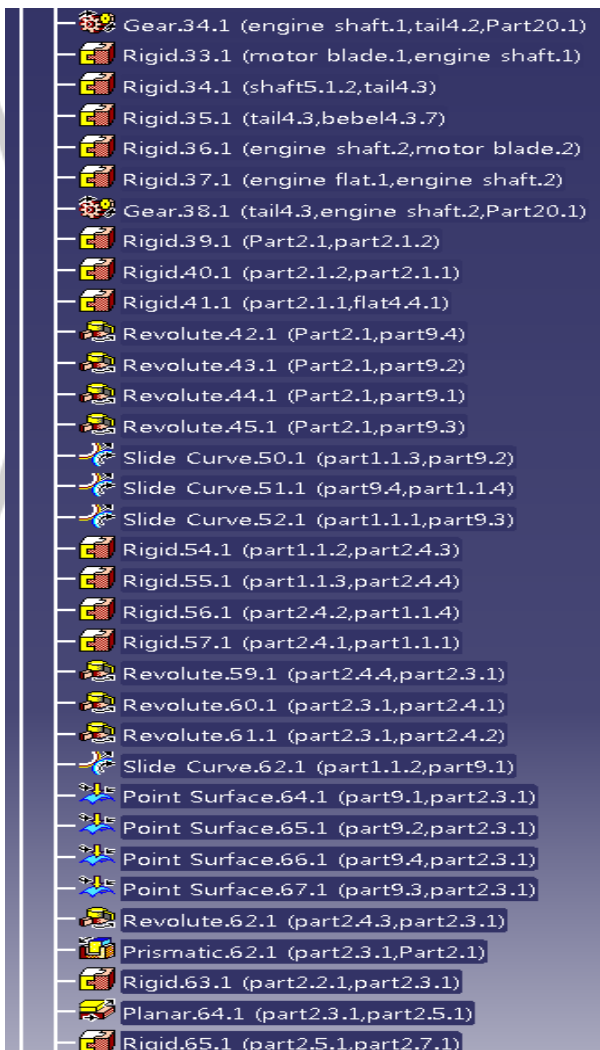 Gear.34.1 (engine shaft.1,tail4.2,Part20.1)
Rigid.33.1 (motor blade.1,engine shaft.1)
Rigid.34.1 (shaft5.1.2,tail4.3)
Rigid.35.1 (tail4.3,bebel4.3.7)
Rigid.36.1 (engine shaft.2,motor blade.2)
Rigid.37.1 (engine flat.1,engine shaft.2)
Gear.38.1 (tail4.3,engine shaft.2,Part20.1)
Rigid.39.1 (Part2.1,part2.1.2)
Rigid.40.1 (part2.1.2,part2.1.1)
Rigid.41.1 (part2.1.1,flat4.4.1)
Revolute.42.1 (Part2.1,part9.4)
Revolute.43.1 (Part2.1,part9.2)
Revolute.44.1 (Part2.1,part9.1)
Revolute.45.1 (Part2.1,part9.3)
Slide Curve.50.1 (part1.1.3,part9.2)
Slide Curve.51.1 (part9.4,part1.1.4)
Slide Curve.52.1 (part1.1.1,part9.3)
Rigid.54.1 (part1.1.2,part2.4.3)
Rigid.55.1 (part1.1.3,part2.4.4)
Rigid.56.1 (part2.4.2,part1.1.4)
Rigid.57.1 (part2.4.1,part1.1.1)
Revolute.59.1 (part2.4.4,part2.3.1)
Revolute.60.1 (part2.3.1,part2.4.1)
Revolute.61.1 (part2.3.1,part2.4.2)
Slide Curve.62.1 (part1.1.2,part9.1)
Point Surface.64.1 (part9.1,part2.3.1)
Point Surface.65.1 (part9.2,part2.3.1)
Point Surface.66.1 (part9.4,part2.3.1)
Point Surface.67.1 (part9.3,part2.3.1)
Revolute.62.1 (part2.4.3,part2.3.1)
Prismatic.62.1 (part2.3.1,Part2.1)
Rigid.63.1 (part2.2.1,part2.3.1)
Planar.64.1 (part2.3.1,part2.5.1)
Rigid.65.1 (part2.5.1,part2.7.1)